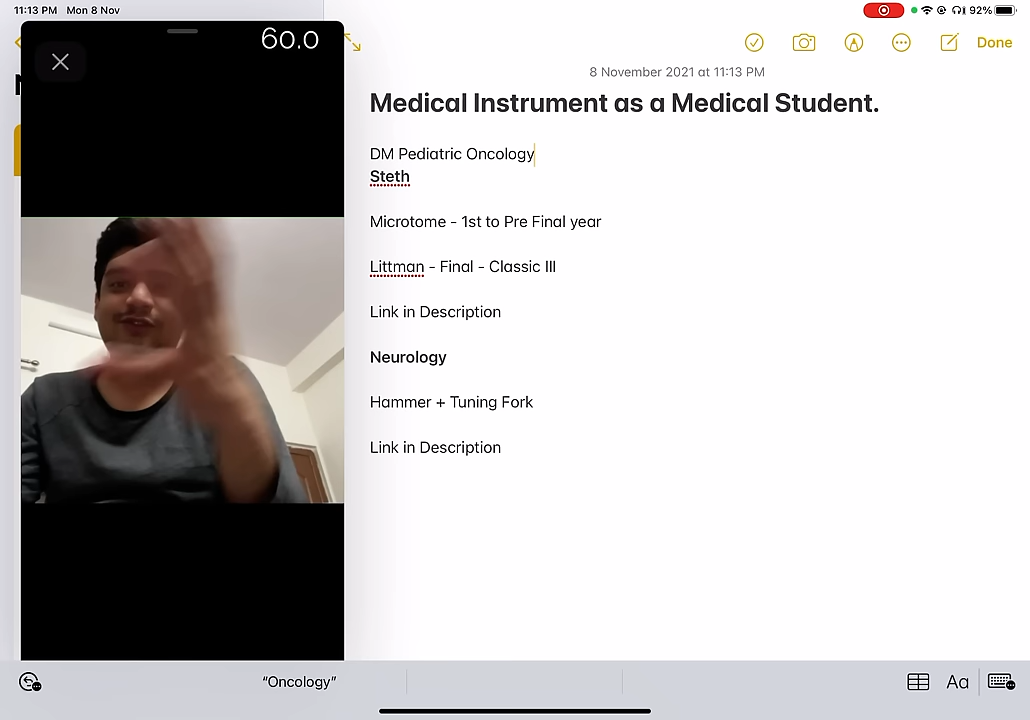 11:13 PM Mon 8 Nov
92%
60.0
Done
8 November 2021 at 11:13 PM
Medical Instrument as a Medical Student.
DM Pediatric Oncology
Steth
Microtome - 1st to Pre Final year
Littman - Final - Classic III
Link in Description
Neurology
Hammer + Tuning Fork
Link in Description
“Oncology”
Aa